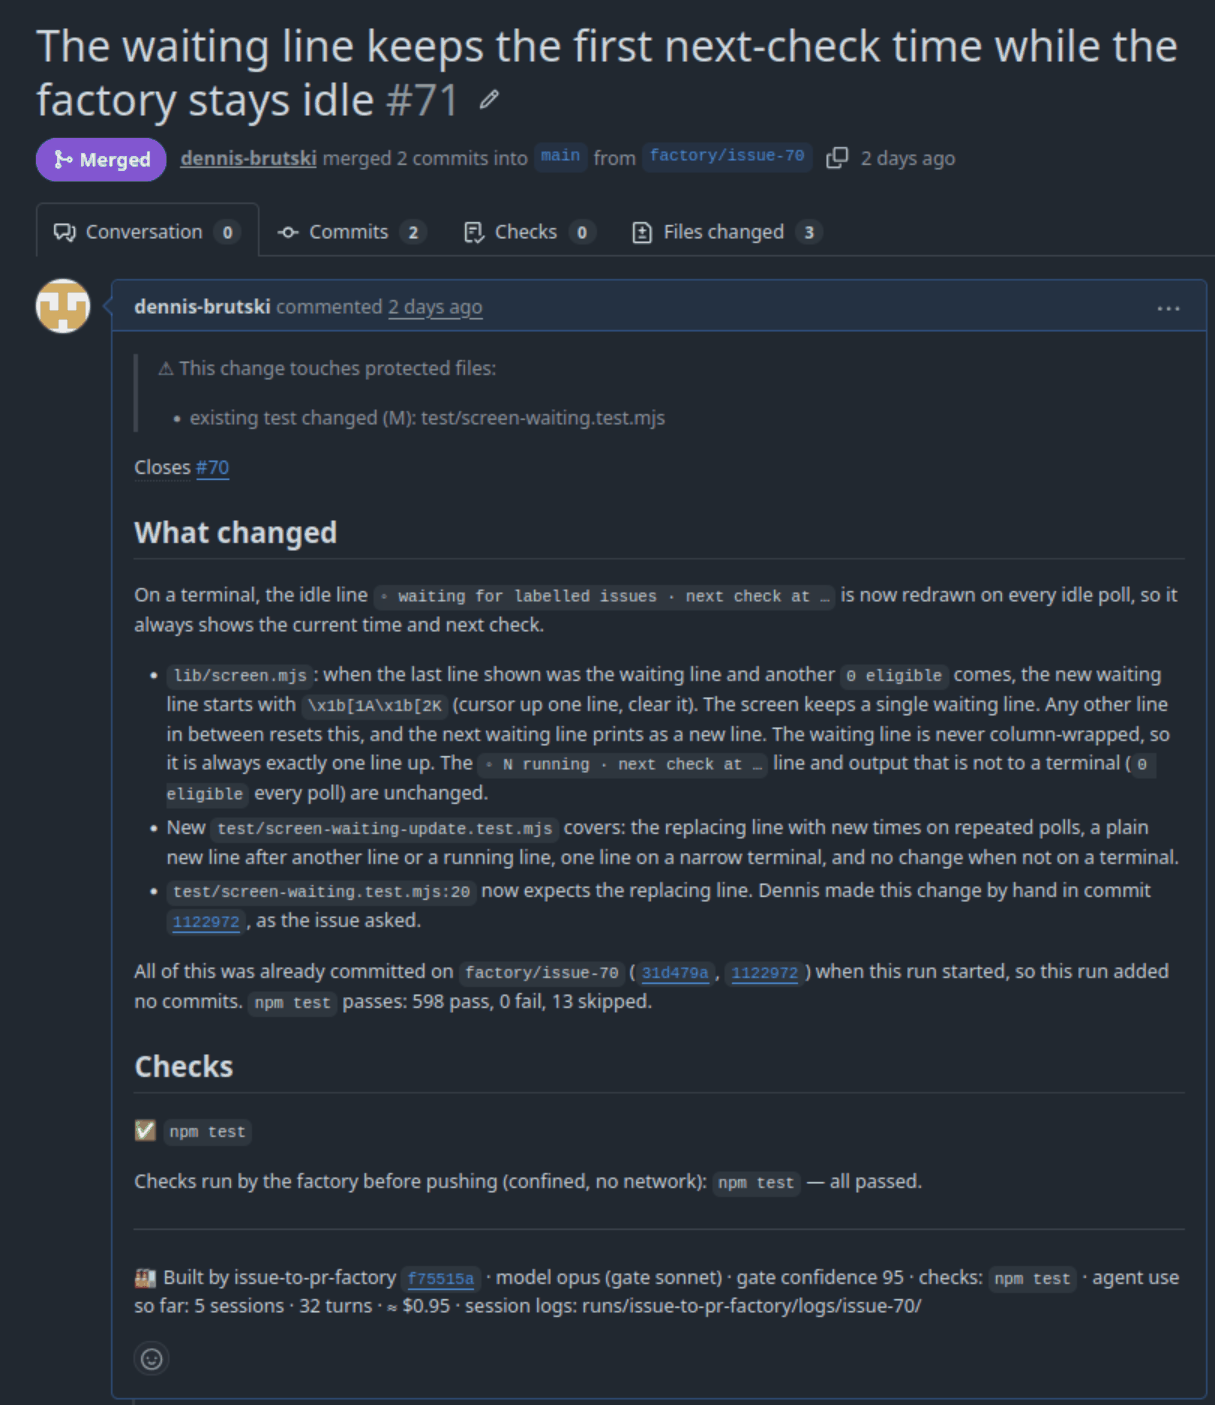 The waiting line keeps the first next-check time while the
factory stays idle #71
Merged dennis-brutski merged 2 commits into main from factory/issue-70 2 days ago
Conversation 0 Commits 2 Checks 0 Files changed 3
dennis-brutski commented 2 days ago ...
⚠ This change touches protected files:
• existing test changed (M): test/screen-waiting.test.mjs
Closes #70
What changed
On a terminal, the idle line ◦ waiting for labelled issues · next check at … is now redrawn on every idle poll, so it
always shows the current time and next check.
• lib/screen.mjs : when the last line shown was the waiting line and another 0 eligible comes, the new waiting
line starts with \x1b[1A\x1b[2K (cursor up one line, clear it). The screen keeps a single waiting line. Any other line
in between resets this, and the next waiting line prints as a new line. The waiting line is never column-wrapped, so
it is always exactly one line up. The ◦ N running · next check at … line and output that is not to a terminal ( 0
eligible every poll) are unchanged.
• New test/screen-waiting-update.test.mjs covers: the replacing line with new times on repeated polls, a plain
new line after another line or a running line, one line on a narrow terminal, and no change when not on a terminal.
• test/screen-waiting.test.mjs:20 now expects the replacing line. Dennis made this change by hand in commit
1122972 , as the issue asked.
All of this was already committed on factory/issue-70 ( 31d479a , 1122972 ) when this run started, so this run added
no commits. npm test passes: 598 pass, 0 fail, 13 skipped.
Checks
✅ npm test
Checks run by the factory before pushing (confined, no network): npm test — all passed.
🏭 Built by issue-to-pr-factory f75515a · model opus (gate sonnet) · gate confidence 95 · checks: npm test · agent use
so far: 5 sessions · 32 turns · ≈ $0.95 · session logs: runs/issue-to-pr-factory/logs/issue-70/